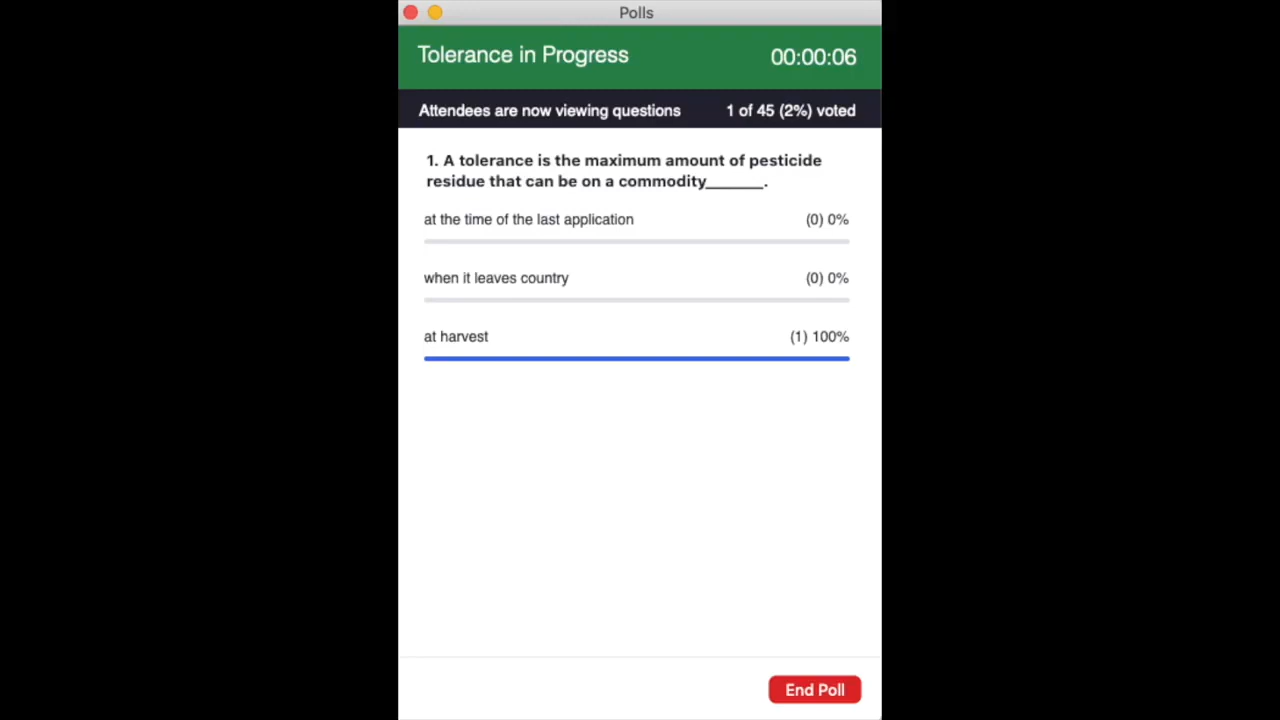 Polls
Tolerance in Progress 00:00:06
Attendees are now viewing questions 1 of 45 (2%) voted
1. A tolerance is the maximum amount of pesticide
residue that can be on a commodity_______.
at the time of the last application (0) 0%
when it leaves country (0) 0%
at harvest (1) 100%
End Poll